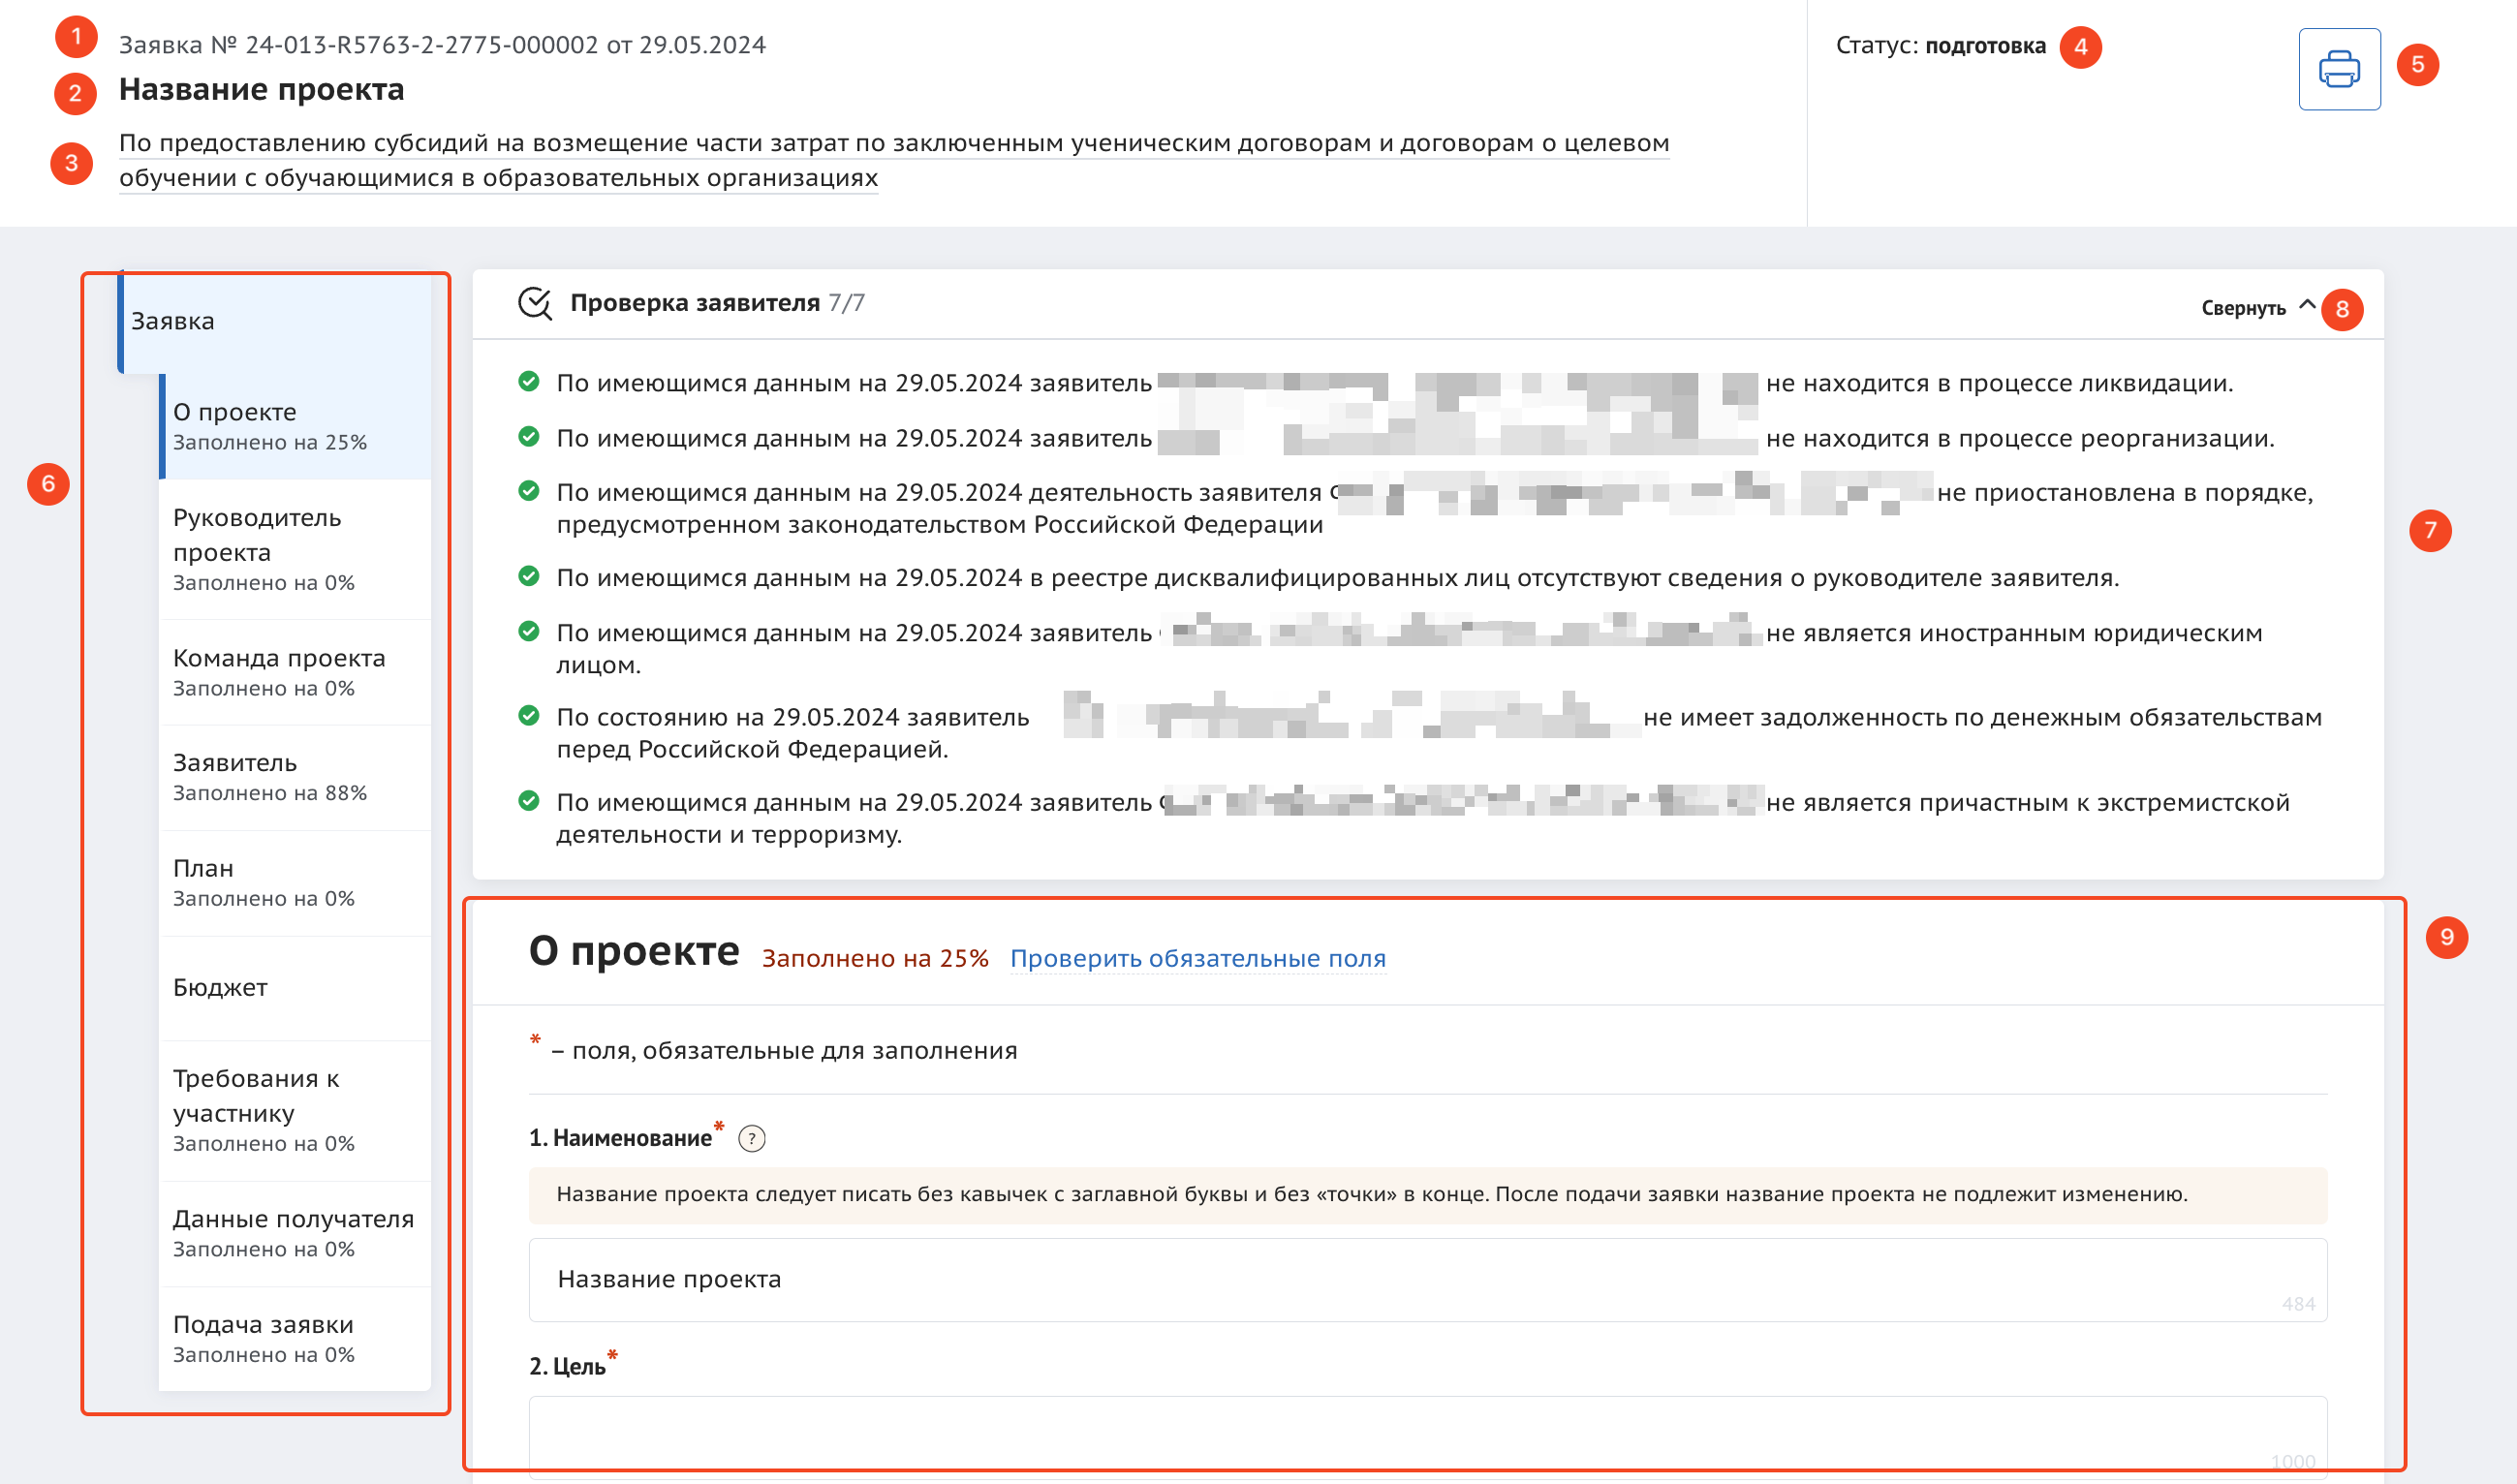 1
Заявка № 24-013-R5763-2-2775-000002 от 29.05.2024
2
Название проекта
3
По предоставлению субсидий на возмещение части затрат по заключенным ученическим договорам и договорам о целевом
обучении с обучающимися в образовательных организациях
Статус: подготовка
4
5
6
Заявка
О проекте
Заполнено на 25%
Руководитель
проекта
Заполнено на 0%
Команда проекта
Заполнено на 0%
Заявитель
Заполнено на 88%
План
Заполнено на 0%
Бюджет
Требования к
участнику
Заполнено на 0%
Данные получателя
Заполнено на 0%
Подача заявки
Заполнено на 0%
Проверка заявителя 7/7
Свернуть
8
7
По имеющимся данным на 29.05.2024 заявитель не находится в процессе ликвидации.
По имеющимся данным на 29.05.2024 заявитель не находится в процессе реорганизации.
По имеющимся данным на 29.05.2024 деятельность заявителя не приостановлена в порядке,
предусмотренном законодательством Российской Федерации
По имеющимся данным на 29.05.2024 в реестре дисквалифицированных лиц отсутствуют сведения о руководителе заявителя.
По имеющимся данным на 29.05.2024 заявитель не является иностранным юридическим
лицом.
По состоянию на 29.05.2024 заявитель не имеет задолженность по денежным обязательствам
перед Российской Федерацией.
По имеющимся данным на 29.05.2024 заявитель не является причастным к экстремистской
деятельности и терроризму.
9
О проекте Заполнено на 25% Проверить обязательные поля
* – поля, обязательные для заполнения
1. Наименование* ?
Название проекта следует писать без кавычек с заглавной буквы и без «точки» в конце. После подачи заявки название проекта не подлежит изменению.
Название проекта
484
2. Цель*
1000